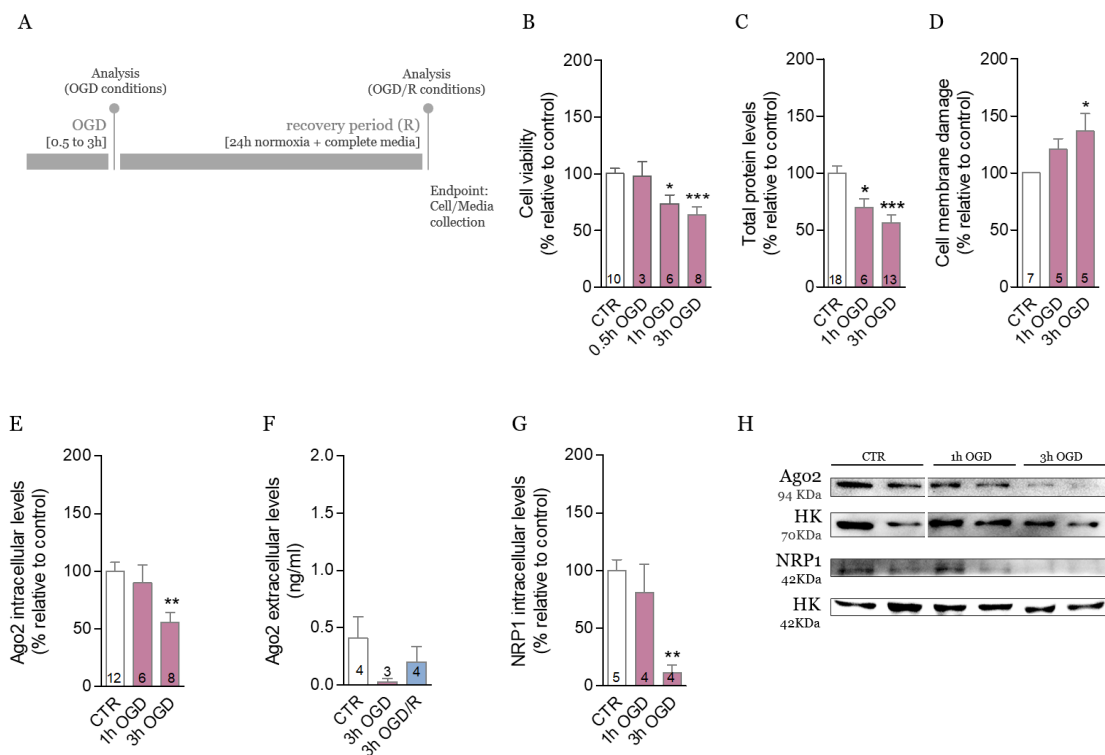 A
Analysis
(OGD conditions)
Analysis
(OGD/R conditions)
OGD
[0.5 to 3h]
recovery period (R)
[24h normoxia + complete media]
Endpoint:
Cell/Media
collection
B
Cell viability
(% relative to control)
200
150
100
50
0
*
***
10
3
6
8
CTR
0.5h OGD
1h OGD
3h OGD
C
Total protein levels
(% relative to control)
200
150
100
50
0
*
***
18
6
13
CTR
1h OGD
3h OGD
D
Cell membrane damage
(% relative to control)
200
150
100
50
0
*
7
5
5
CTR
1h OGD
3h OGD
E
Ago2 intracellular levels
(% relative to control)
200
150
100
50
0
**
12
6
8
CTR
1h OGD
3h OGD
F
Ago2 extracellular levels
(ng/ml)
2.0
1.5
1.0
0.5
0.0
4
3
4
CTR
3h OGD
3h OGD/R
G
NRP1 intracellular levels
(% relative to control)
200
150
100
50
0
**
5
4
4
CTR
1h OGD
3h OGD
H
CTR 1h OGD 3h OGD
Ago2
94 KDa
HK
70KDa
NRP1
42KDa
HK
42KDa